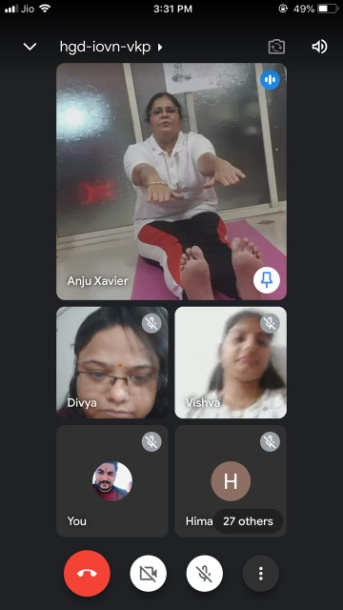 Jio 3:31 PM 49%
hgd-iovn-vkp
Anju Xavier
Divya Vishva
H
You Hima 27 others